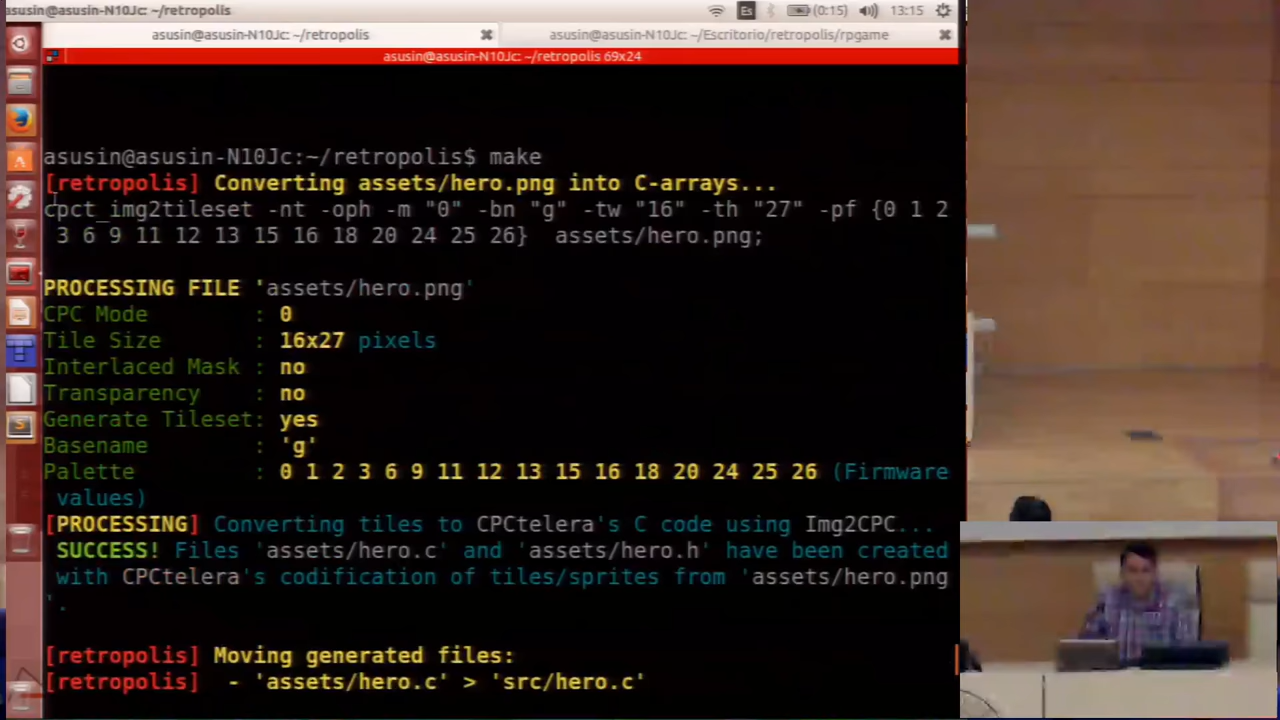 asusin@asusin-N10Jc: ~/retropolis
Es
(0:15)
13:15
asusin@asusin-N10Jc: ~/retropolis
asusin@asusin-N10Jc: ~/Escritorio/retropolis/rpgame
asusin@asusin-N10Jc: ~/retropolis 69x24
asusin@asusin-N10Jc:~/retropolis$ make
[retropolis] Converting assets/hero.png into C-arrays...
cpct_img2tileset -nt -oph -m "0" -bn "g" -tw "16" -th "27" -pf {0 1 2
3 6 9 11 12 13 15 16 18 20 24 25 26} assets/hero.png;
PROCESSING FILE 'assets/hero.png'
CPC Mode : 0
Tile Size : 16x27 pixels
Interlaced Mask : no
Transparency : no
Generate Tileset: yes
Basename : 'g'
Palette : 0 1 2 3 6 9 11 12 13 15 16 18 20 24 25 26 (Firmware
values)
[PROCESSING] Converting tiles to CPCtelera's C code using Img2CPC...
SUCCESS! Files 'assets/hero.c' and 'assets/hero.h' have been created
with CPCtelera's codification of tiles/sprites from 'assets/hero.png
'.
[retropolis] Moving generated files:
[retropolis] - 'assets/hero.c' > 'src/hero.c'